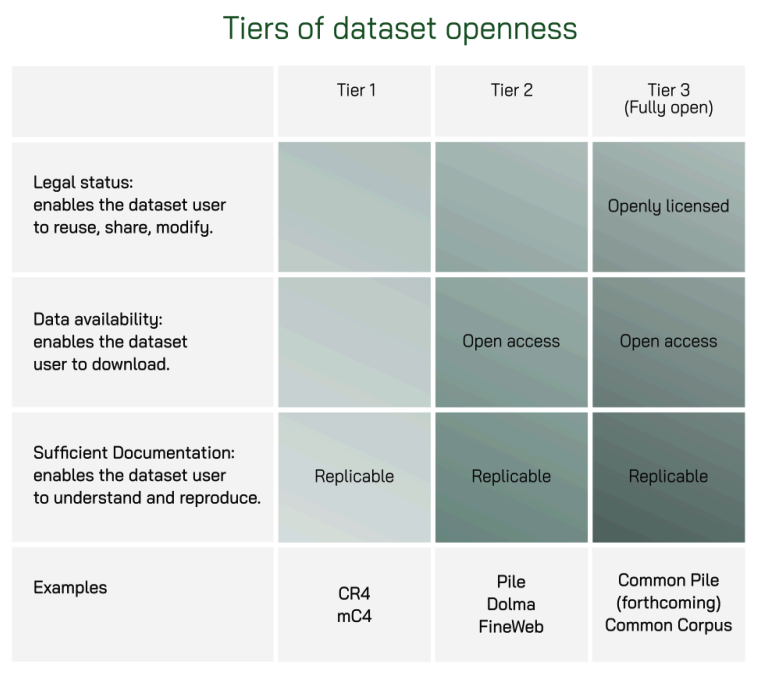 Tiers of dataset openness
Tier 1
Tier 2
Tier 3
(Fully open)
Legal status:
enables the dataset user
to reuse, share, modify.
Openly licensed
Data availability:
enables the dataset
user to download.
Open access
Open access
Sufficient Documentation:
enables the dataset user
to understand and reproduce.
Replicable
Replicable
Replicable
Examples
CR4
mC4
Pile
Dolma
FineWeb
Common Pile
(forthcoming)
Common Corpus